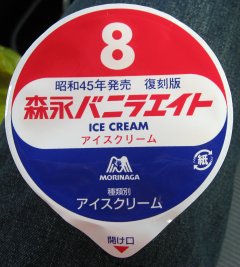 8
昭和45年発売 復刻版
森永バニラエイト
ICE CREAM
アイスクリーム
MORINAGA
紙
種類別
アイスクリーム
開け口